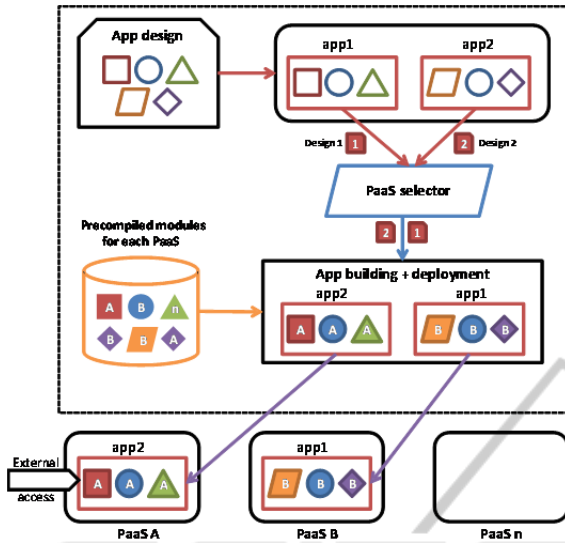 App design
app1
app2
Design 1
1
2
Design 2
PaaS selector
2
1
Precompiled modules
for each PaaS
A
B
n
B
B
A
App building + deployment
app2
app1
A
A
A
B
B
B
External
access
app2
A
A
A
PaaS A
app1
B
B
B
PaaS B
PaaS n